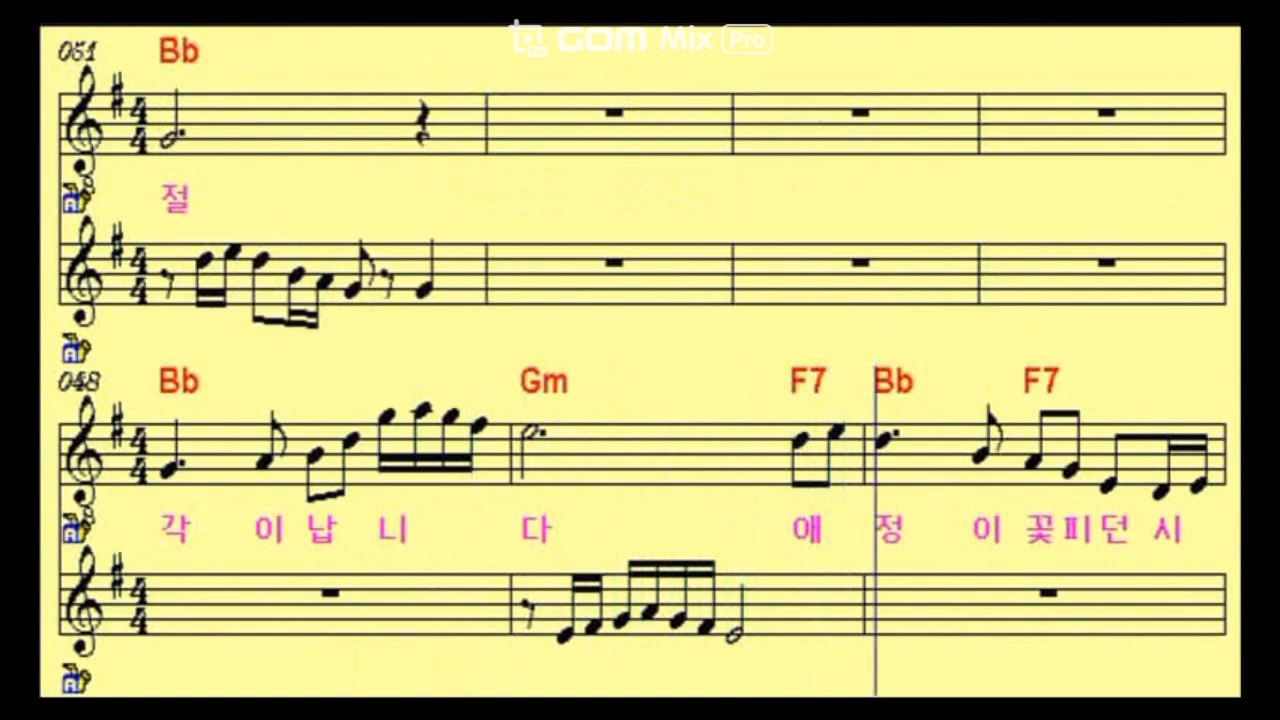 GOM Mix Pro
051 Bb
절
048 Bb Gm F7 Bb F7
각 이 납 니 다 애 정 이 꽃 피 던 시